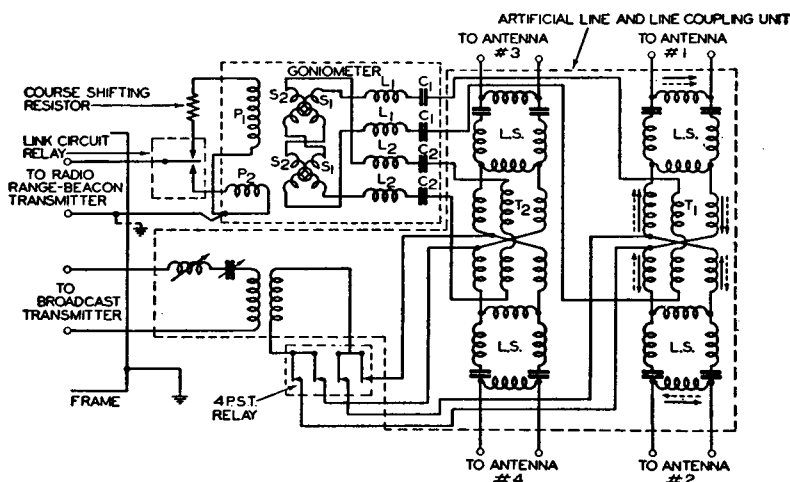 ARTIFICIAL LINE AND LINE COUPLING UNIT
TO ANTENNA
#3
TO ANTENNA
#1
GONIOMETER
COURSE SHIFTING
RESISTOR
P1
S2
S1
L1
C1
L1
C1
L.S.
L.S.
LINK CIRCUIT
RELAY
S2
S1
L2
C2
P2
L2
C2
TO RADIO
RANGE-BEACON
TRANSMITTER
T2
T1
TO
BROADCAST
TRANSMITTER
L.S.
L.S.
FRAME
4 P.S.T.
RELAY
TO ANTENNA
#4
TO ANTENNA
#2